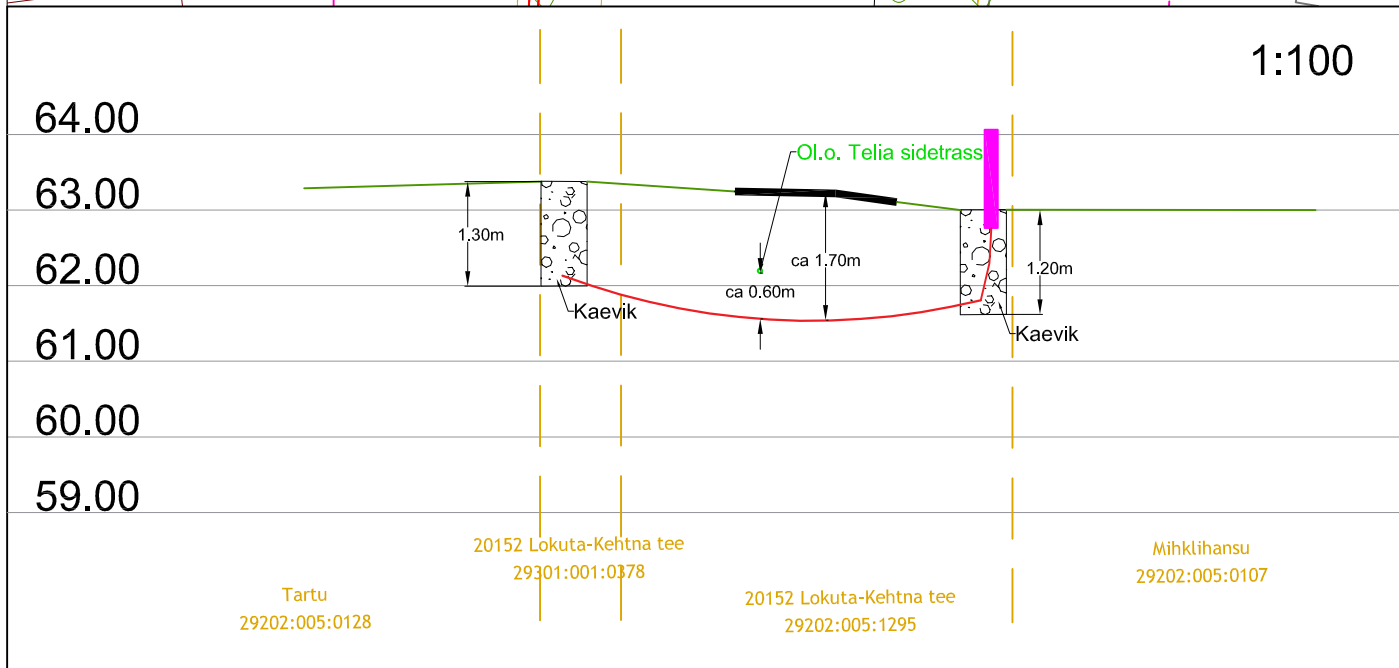 1:100
64.00
Ol.o. Telia sidetrass
63.00
1.30m
ca 1.70m
62.00
1.20m
ca 0.60m
Kaevik
Kaevik
61.00
60.00
59.00
20152 Lokuta-Kehtna tee
29301:001:0378
Mihklihansu
29202:005:0107
Tartu
29202:005:0128
20152 Lokuta-Kehtna tee
29202:005:1295